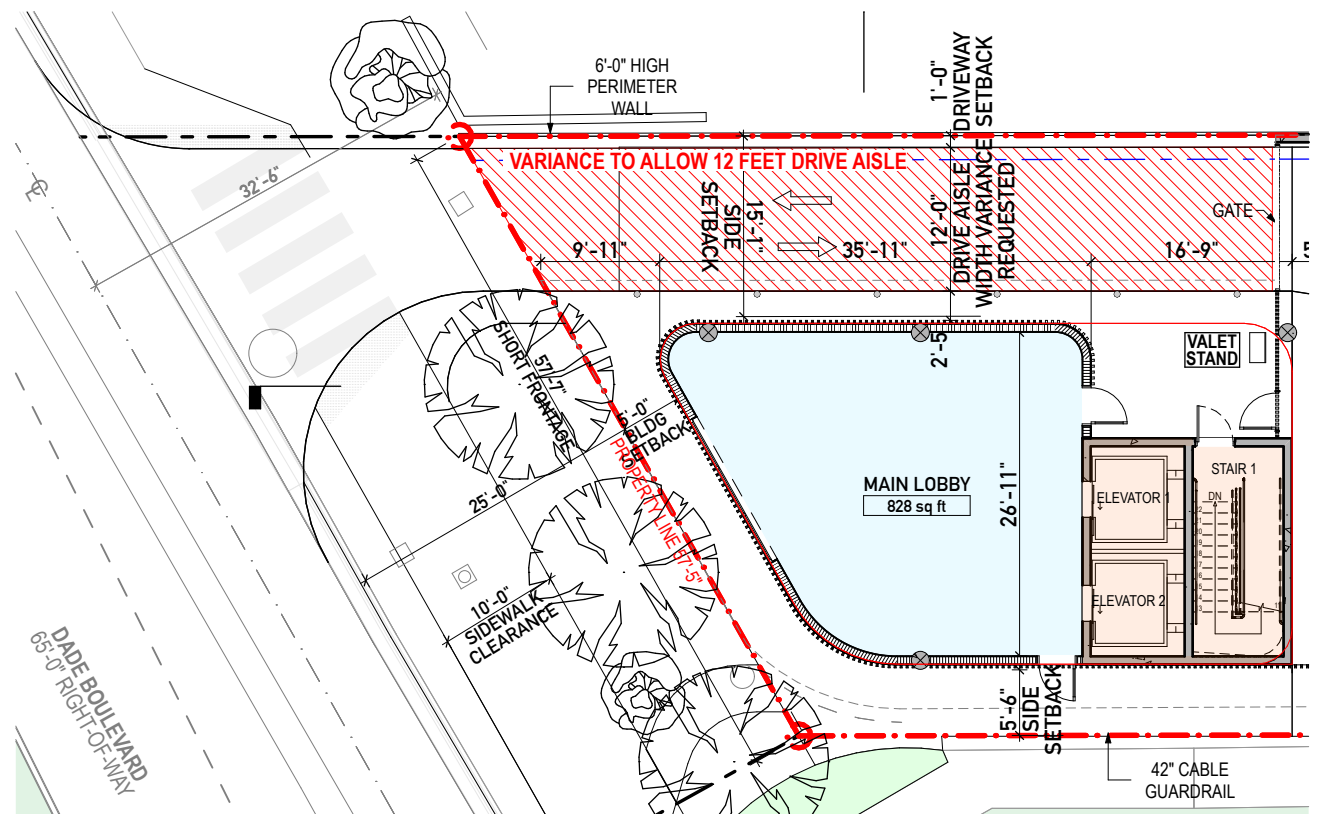 6'-0" HIGH
PERIMETER
WALL
1'-0"
DRIVEWAY
SETBACK
VARIANCE TO ALLOW 12 FEET DRIVE AISLE
32'-6"
SIDE
SETBACK
15'-1"
12'-0"
DRIVE AISLE
WIDTH VARIANCE
REQUESTED
GATE
9'-11"
35'-11"
16'-9"
5
2'-5
VALET
STAND
57'-7"
SHORT FRONTAGE
5'-0"
BLDG
SETBACK
PROPERTY LINE 67'-5"
25'-0"
10'-0"
SIDEWALK
CLEARANCE
MAIN LOBBY
828 sq ft
26'-11"
ELEVATOR 1
ELEVATOR 2
STAIR 1
DN
5'-6"
SIDE
SETBACK
42" CABLE
GUARDRAIL
DADE BOULEVARD
65'-0" RIGHT-OF-WAY